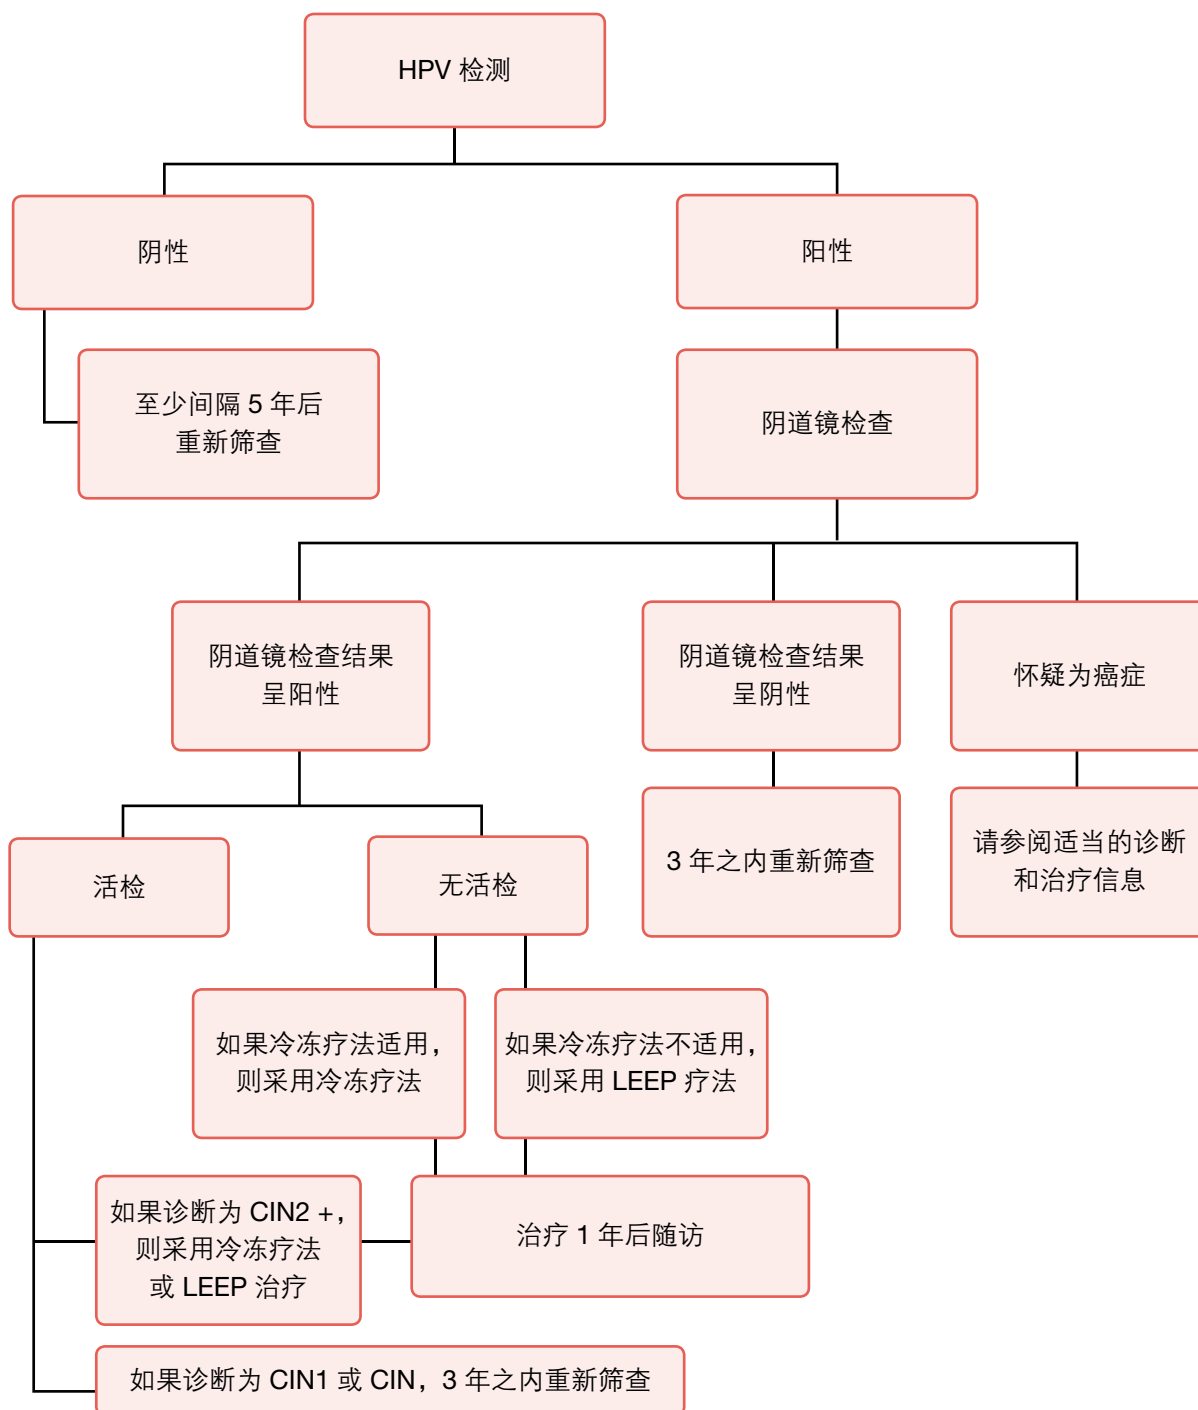 HPV 检测
阴性
阳性
至少间隔 5 年后
重新筛查
阴道镜检查
阴道镜检查结果
呈阳性
阴道镜检查结果
呈阴性
怀疑为癌症
活检
无活检
3 年之内重新筛查
请参阅适当的诊断
和治疗信息
如果冷冻疗法适用，
则采用冷冻疗法
如果冷冻疗法不适用，
则采用 LEEP 疗法
如果诊断为 CIN2 +，
则采用冷冻疗法
或 LEEP 治疗
治疗 1 年后随访
如果诊断为 CIN1 或 CIN，3 年之内重新筛查